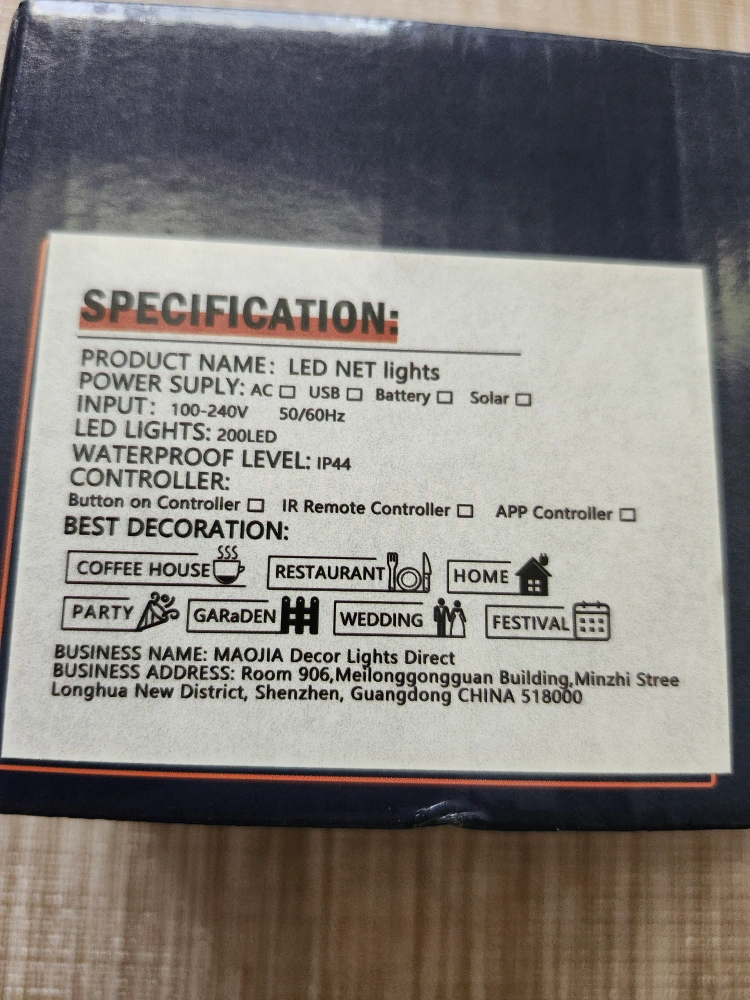 SPECIFICATION:
PRODUCT NAME: LED NET lights
POWER SUPLY: AC ☐ USB ☐ Battery ☐ Solar ☐
INPUT: 100-240V 50/60Hz
LED LIGHTS: 200LED
WATERPROOF LEVEL: IP44
CONTROLLER:
Button on Controller ☐ IR Remote Controller ☐ APP Controller ☐
BEST DECORATION:
COFFEE HOUSE RESTAURANT HOME
PARTY GARaDEN WEDDING FESTIVAL
BUSINESS NAME: MAOJIA Decor Lights Direct
BUSINESS ADDRESS: Room 906,Meilonggongguan Building,Minzhi Stree
Longhua New District, Shenzhen, Guangdong CHINA 518000